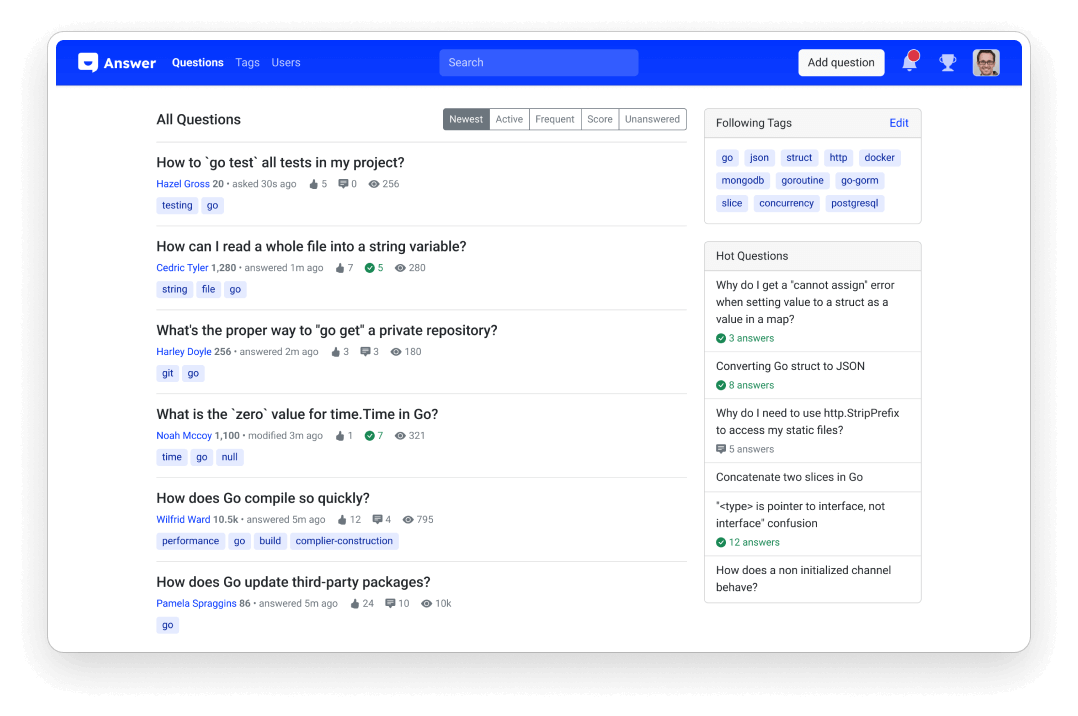 Answer Questions Tags Users Search Add question
All Questions Newest Active Frequent Score Unanswered
How to `go test` all tests in my project?
Hazel Gross 20 • asked 30s ago 5 0 256
testing go
How can I read a whole file into a string variable?
Cedric Tyler 1,280 • answered 1m ago 7 5 280
string file go
What's the proper way to "go get" a private repository?
Harley Doyle 256 • answered 2m ago 3 3 180
git go
What is the `zero` value for time.Time in Go?
Noah Mccoy 1,100 • modified 3m ago 1 7 321
time go null
How does Go compile so quickly?
Wilfrid Ward 10.5k • answered 5m ago 12 4 795
performance go build complier-construction
How does Go update third-party packages?
Pamela Spraggins 86 • answered 5m ago 24 10 10k
go
Following Tags Edit
go json struct http docker
mongodb goroutine go-gorm
slice concurrency postgresql
Hot Questions
Why do I get a "cannot assign" error
when setting value to a struct as a
value in a map?
3 answers
Converting Go struct to JSON
8 answers
Why do I need to use http.StripPrefix
to access my static files?
5 answers
Concatenate two slices in Go
"<type> is pointer to interface, not
interface" confusion
12 answers
How does a non initialized channel
behave?